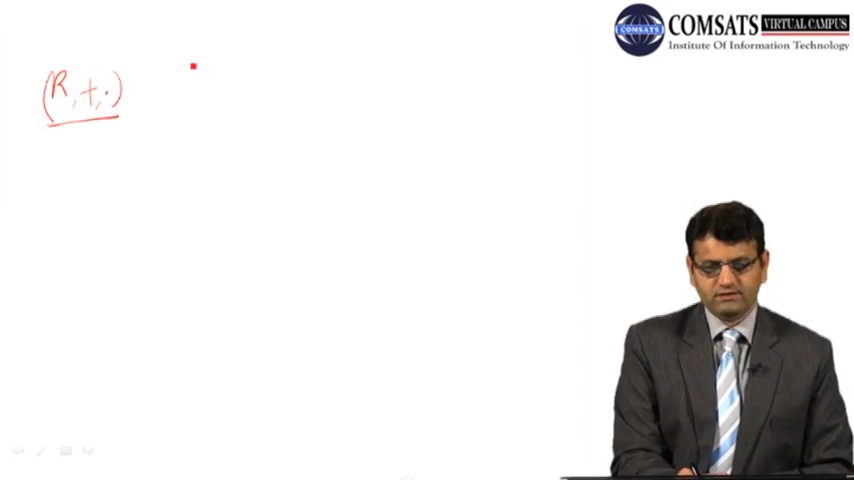 COMSATS VIRTUAL CAMPUS
Institute Of Information Technology
COMSATS
(R, +, ·)